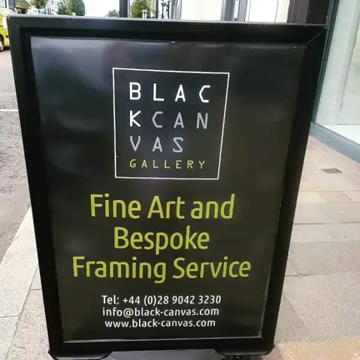 BLAC
KCAN
VAS
GALLERY
Fine Art and
Bespoke
Framing Service
Tel: +44 (0)28 9042 3230
info@black-canvas.com
www.black-canvas.com